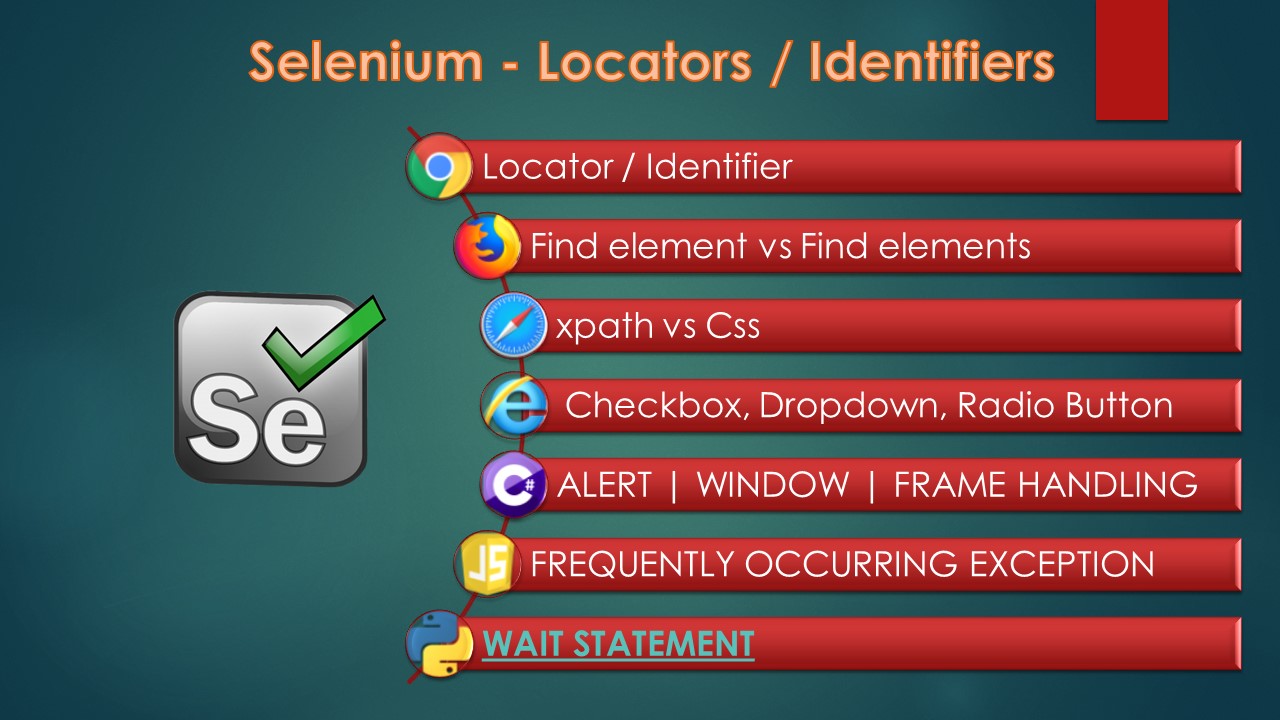 Selenium - Locators / Identifiers
Locator / Identifier
Find element vs Find elements
xpath vs Css
Checkbox, Dropdown, Radio Button
Se
ALERT | WINDOW | FRAME HANDLING
C#
FREQUENTLY OCCURRING EXCEPTION
JS
WAIT STATEMENT